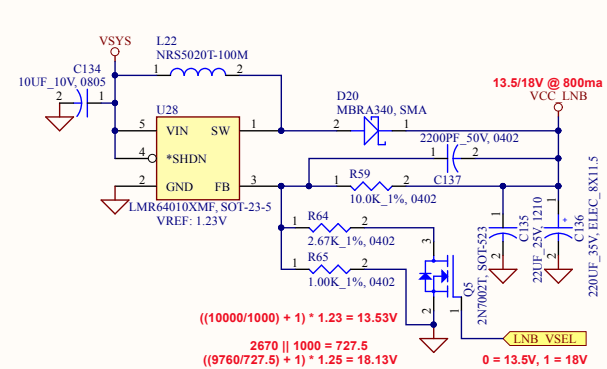 VSYS
L22
NRS5020T-100M
C134
10UF_10V, 0805
1
2
2
1
13.5/18V @ 800ma
VCC_LNB
D20
MBRA340, SMA
U28
5
VIN
SW
1
2
1
4
*SHDN
2200PF_50V, 0402
1
2
C137
2
GND
FB
3
R59
1
2
10.0K_1%, 0402
LMR64010XMF, SOT-23-5
VREF: 1.23V
R64
1
2
2.67K_1%, 0402
R65
1
2
1.00K_1%, 0402
3
2
1
Q5
2N7002T, SOT-523
1
2
C135
22UF_25V, 1210
1
+
2
C136
220UF_35V, ELEC_8X11.5
((10000/1000) + 1) * 1.23 = 13.53V
2670 || 1000 = 727.5
((9760/727.5) + 1) * 1.25 = 18.13V
LNB_VSEL
0 = 13.5V, 1 = 18V